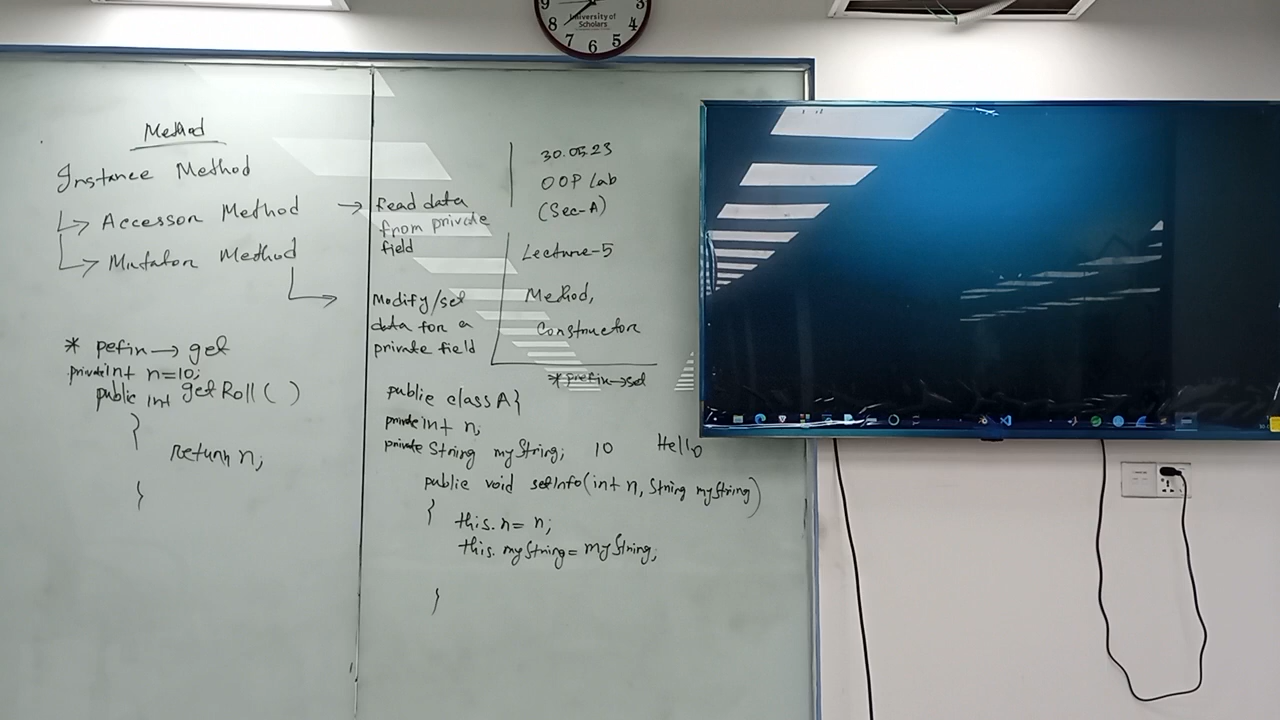 9
3
8
4
7
6
5
University of
Scholars
Method
Instance Method
Accessor Method
Mutator Method
* pefix → get
private int n=10;
public int getRoll ( )
{
return n;
}
→ Read data
from private
field
Modify/set
data for a
private field
30.05.23
OOP Lab
(Sec-A)
Lecture-5
Method,
Constructor
* prefix → set
public class A{
private int n;
private String myString; 10 Hello
public void setInfo(int n, String myString)
{
this.n= n;
this.myString= myString;
}